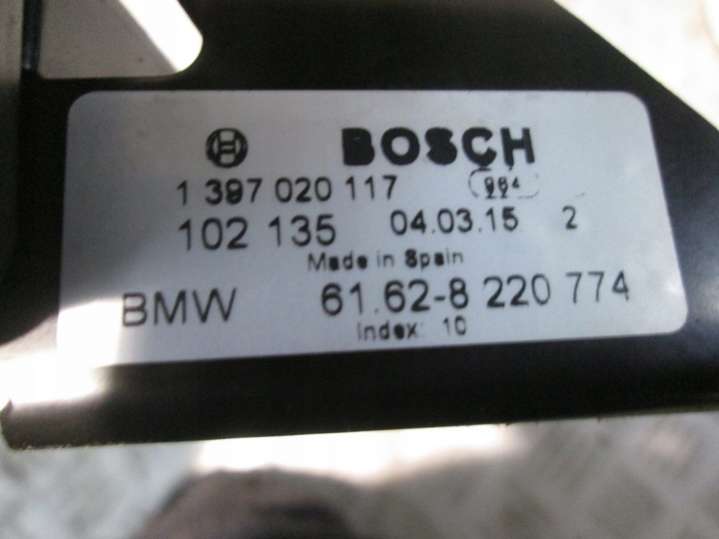 BOSCH
1 397 020 117
102 135 04.03.15 2
Made in Spain
BMW 61.62-8 220 774
Index: 10